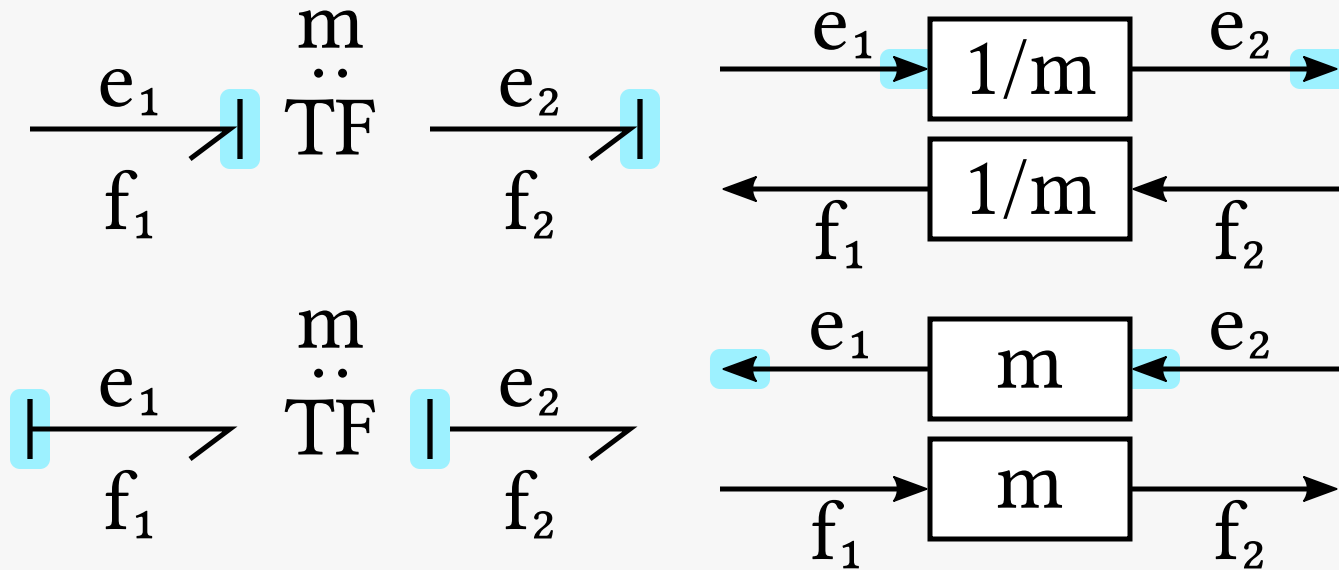 m
e₁ TF e₂
f₁ f₂
e₁ 1/m e₂
1/m
f₁ f₂
m
e₁ TF e₂
f₁ f₂
e₁ m e₂
m
f₁ f₂